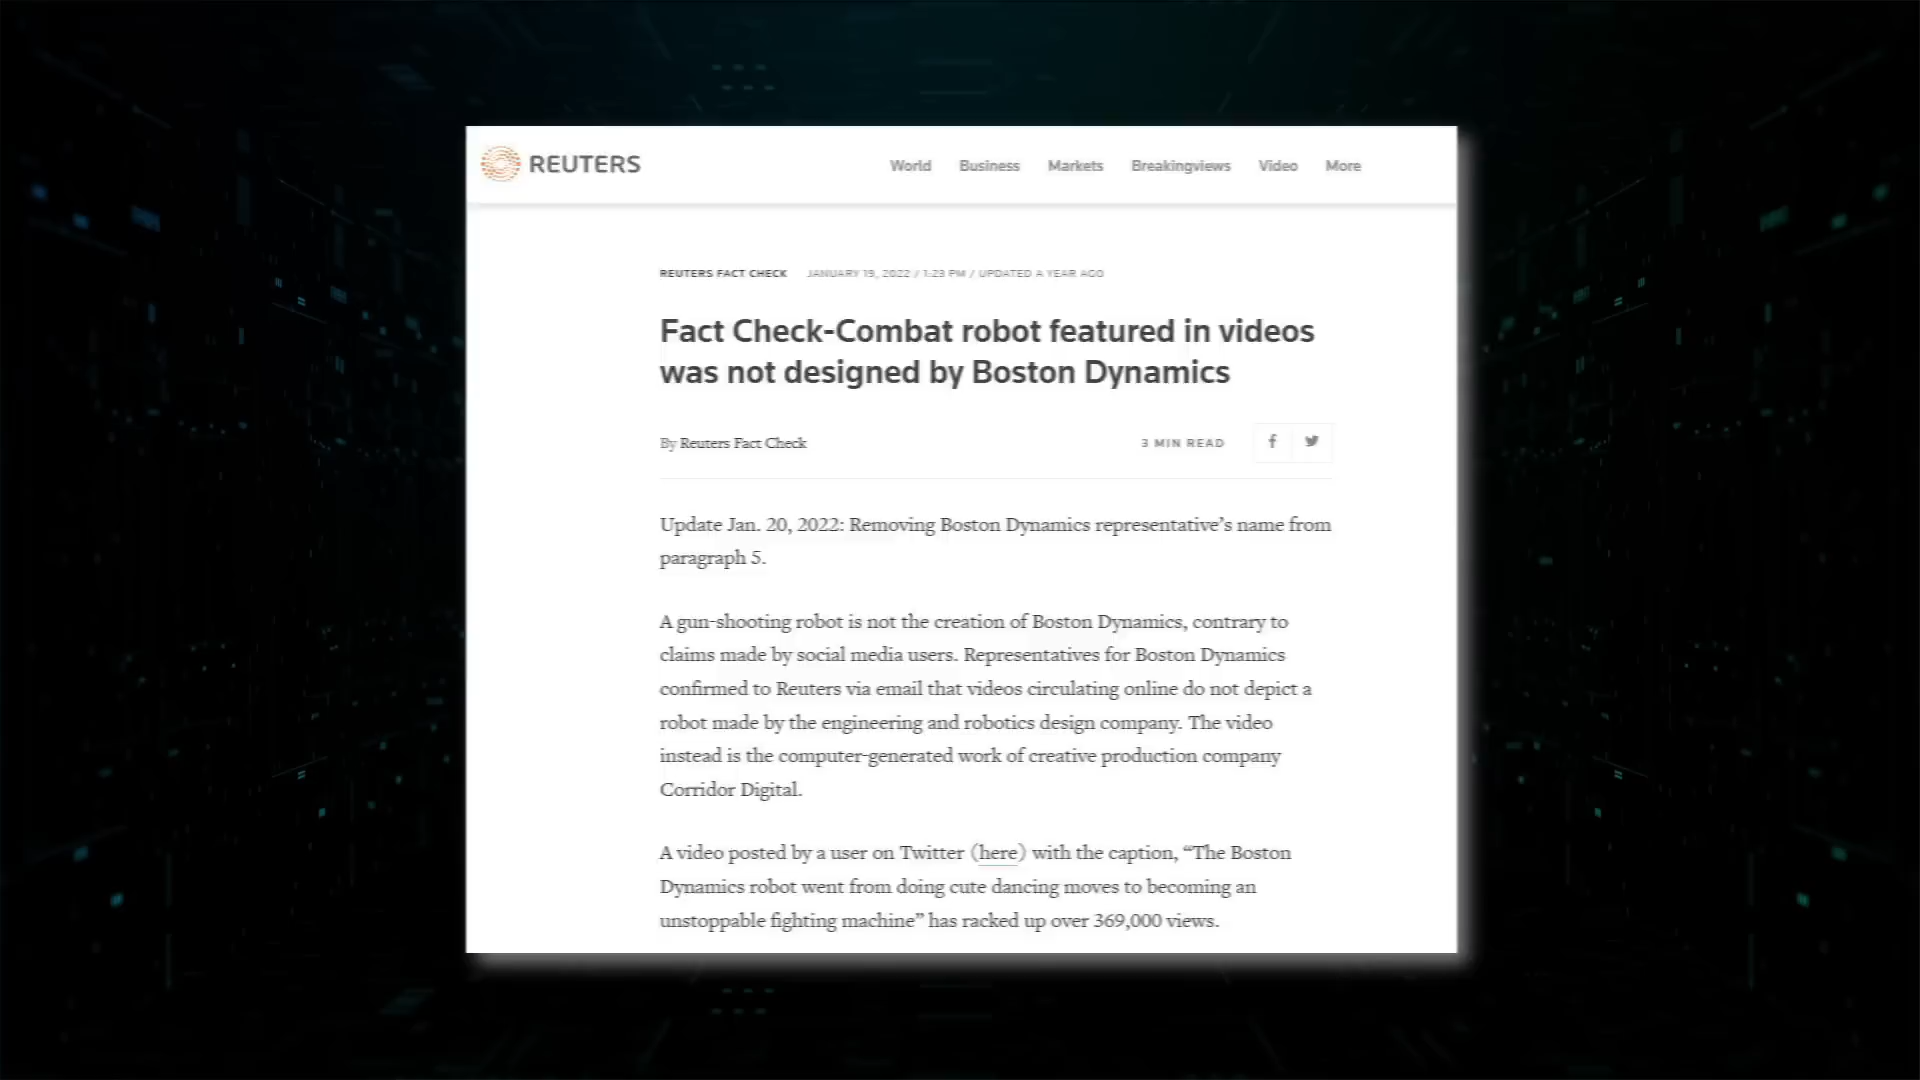 REUTERS
World Business Markets Breakingviews Video More
REUTERS FACT CHECK JANUARY 19, 2022 / 1:23 PM / UPDATED A YEAR AGO
Fact Check-Combat robot featured in videos
was not designed by Boston Dynamics
By Reuters Fact Check 3 MIN READ
Update Jan. 20, 2022: Removing Boston Dynamics representative’s name from
paragraph 5.
A gun-shooting robot is not the creation of Boston Dynamics, contrary to
claims made by social media users. Representatives for Boston Dynamics
confirmed to Reuters via email that videos circulating online do not depict a
robot made by the engineering and robotics design company. The video
instead is the computer-generated work of creative production company
Corridor Digital.
A video posted by a user on Twitter (here) with the caption, “The Boston
Dynamics robot went from doing cute dancing moves to becoming an
unstoppable fighting machine” has racked up over 369,000 views.